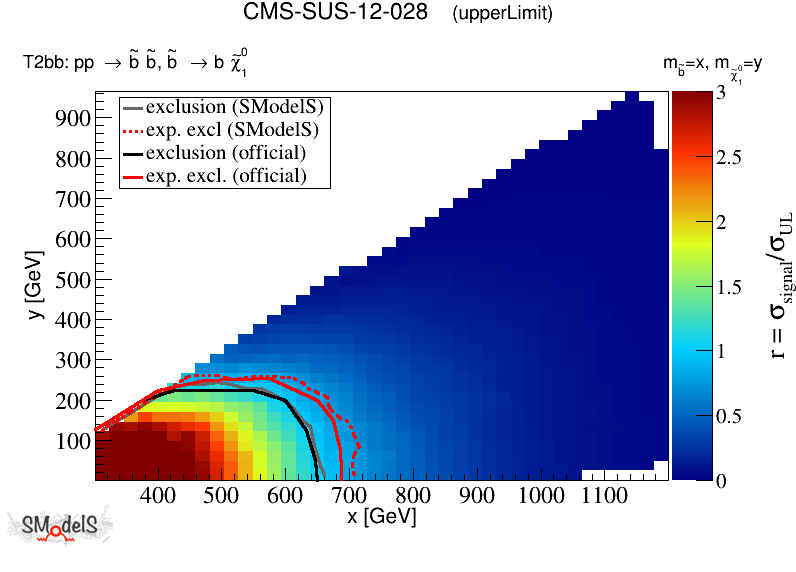 CMS-SUS-12-028 (upperLimit)
T2bb: pp → b̃ b̃, b̃ → b χ̃₁⁰
m_b̃=x, m_χ̃₁⁰=y
exclusion (SModelS)
exp. excl (SModelS)
exclusion (official)
exp. excl. (official)
900
800
700
600
500
400
300
200
100
y [GeV]
400 500 600 700 800 900 1000 1100
x [GeV]
3
2.5
2
1.5
1
0.5
0
r = σ_signal/σ_UL
SModelS